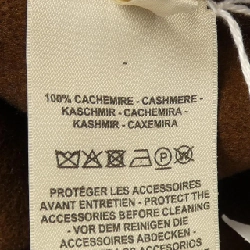 100% CACHEMIRE - CASHMERE -
KASCHMIR - CACHEMIRA -
KASHMIR - CAXEMIRA
PROTÉGER LES ACCESSOIRES
AVANT ENTRETIEN - PROTECT THE
ACCESSORIES BEFORE CLEANING
- VOR DEM REINIGEN DIE
ACCESSOIRES ABDECKEN -